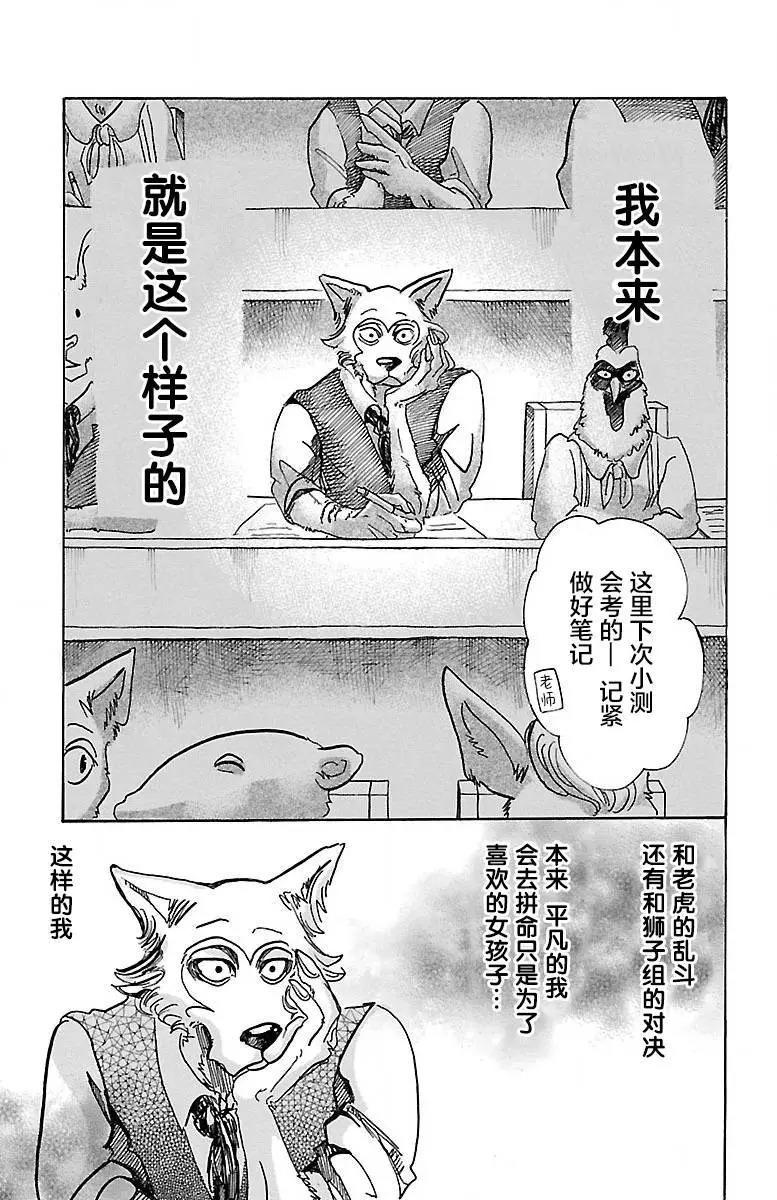 我本来
就是这个样子的
这里下次小测
会考的— 记紧
做好笔记
老师
和老虎的乱斗
还有和狮子组的对决
本来 平凡的我
会去拼命只是为了
喜欢的女孩子…
这样的我